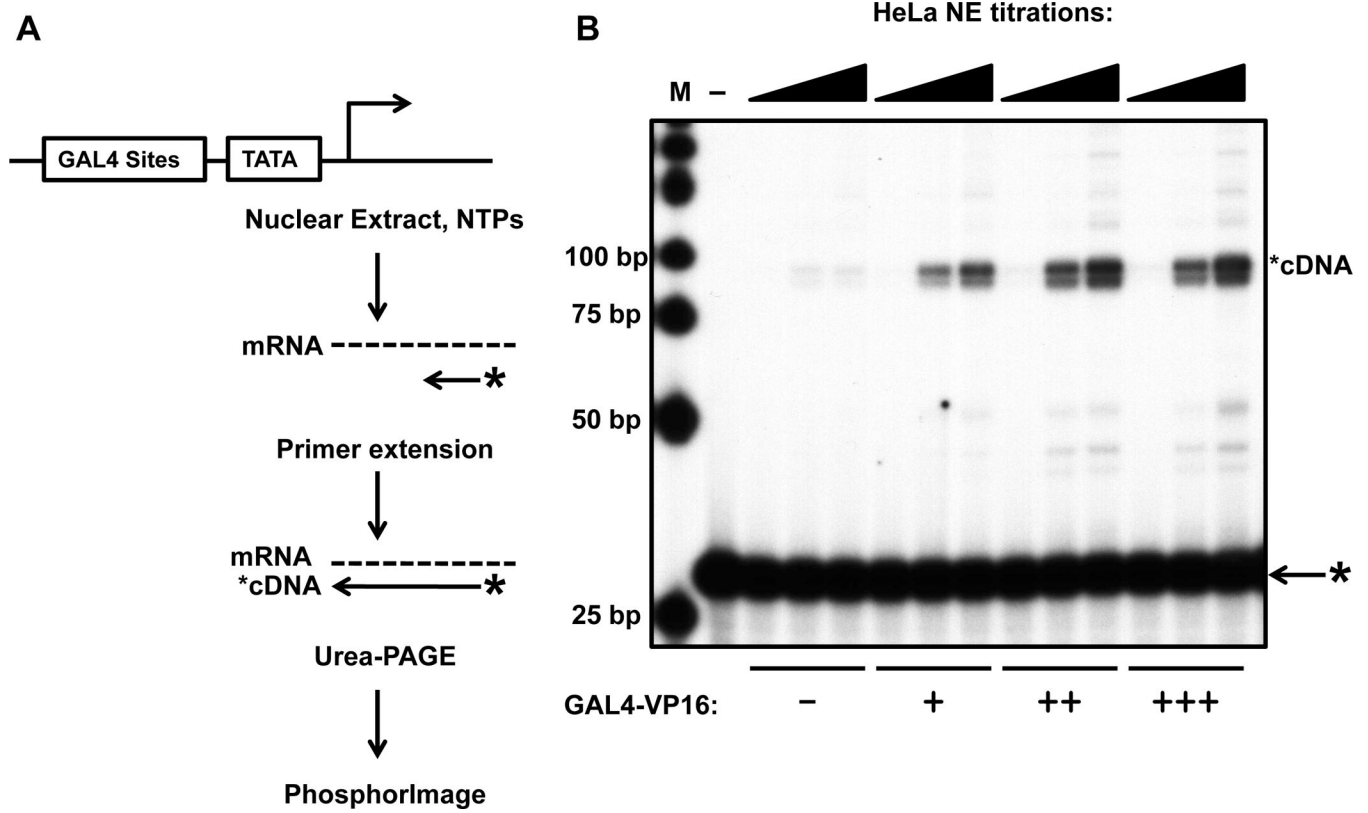 A
GAL4 Sites
TATA
Nuclear Extract, NTPs
mRNA
*
Primer extension
mRNA
*cDNA
*
Urea-PAGE
PhosphorImage
B
HeLa NE titrations:
M –
100 bp
*cDNA
75 bp
50 bp
*
25 bp
GAL4-VP16: – + ++ +++